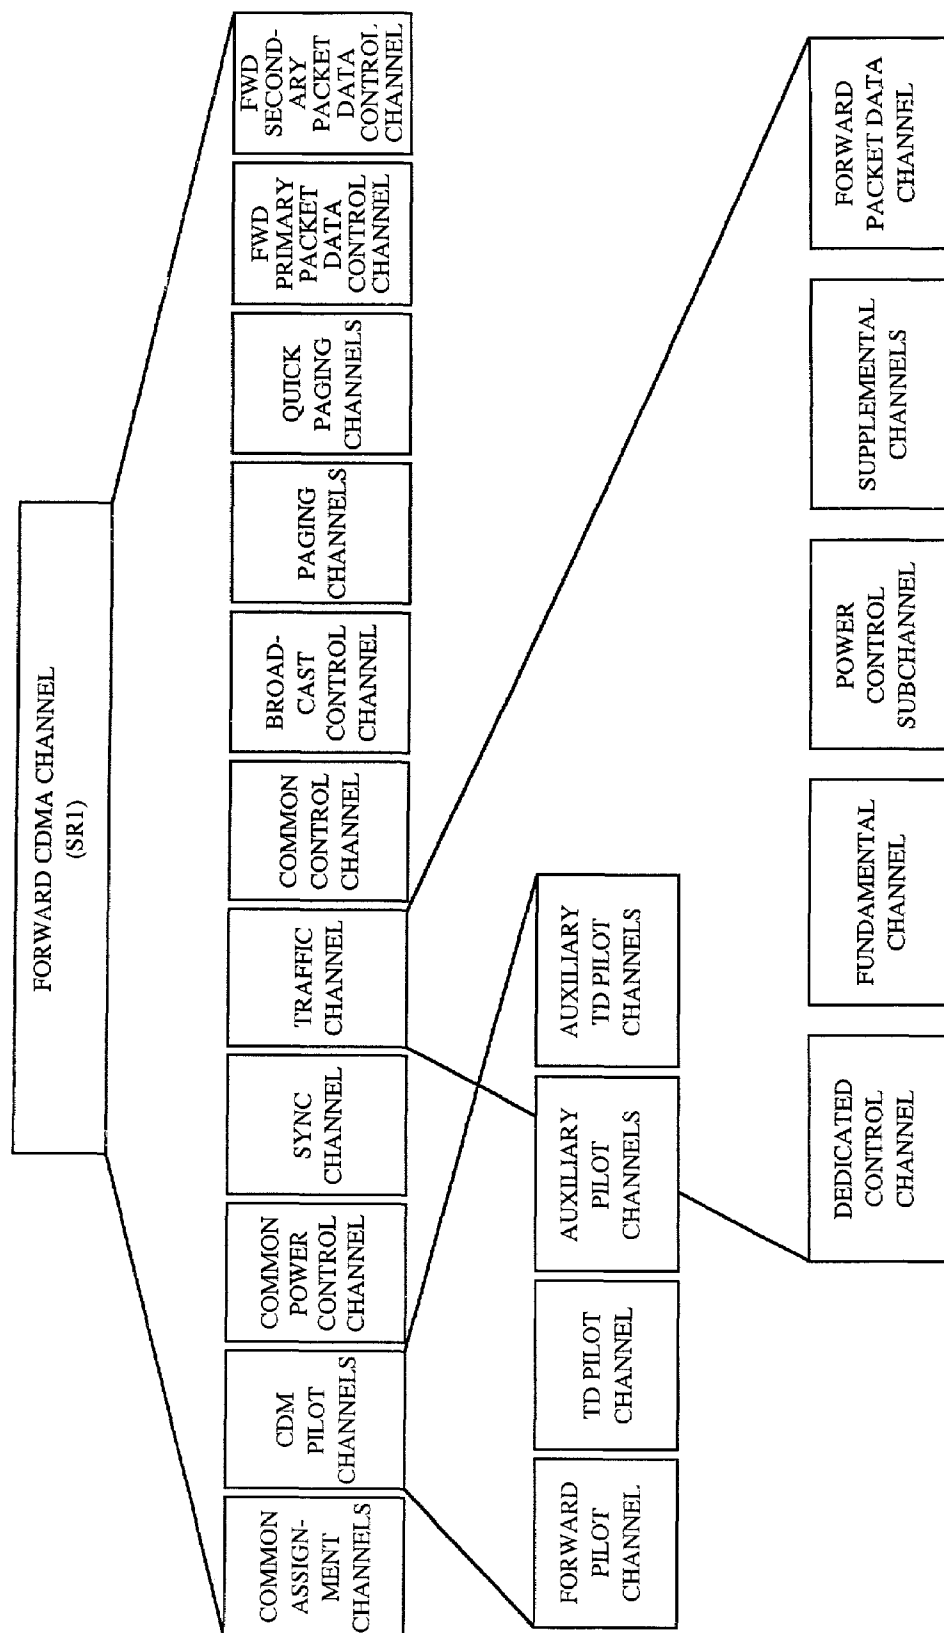 FORWARD CDMA CHANNEL
(SR1)
COMMON
ASSIGN-
MENT
CHANNELS
CDM
PILOT
CHANNELS
COMMON
POWER
CONTROL
CHANNEL
SYNC
CHANNEL
TRAFFIC
CHANNEL
COMMON
CONTROL
CHANNEL
BROAD-
CAST
CONTROL
CHANNEL
PAGING
CHANNELS
QUICK
PAGING
CHANNELS
FWD
PRIMARY
PACKET
DATA
CONTROL
CHANNEL
FWD
SECOND-
ARY
PACKET
DATA
CONTROL
CHANNEL
FORWARD
PILOT
CHANNEL
TD PILOT
CHANNEL
AUXILIARY
PILOT
CHANNELS
AUXILIARY
TD PILOT
CHANNELS
DEDICATED
CONTROL
CHANNEL
FUNDAMENTAL
CHANNEL
POWER
CONTROL
SUBCHANNEL
SUPPLEMENTAL
CHANNELS
FORWARD
PACKET DATA
CHANNEL